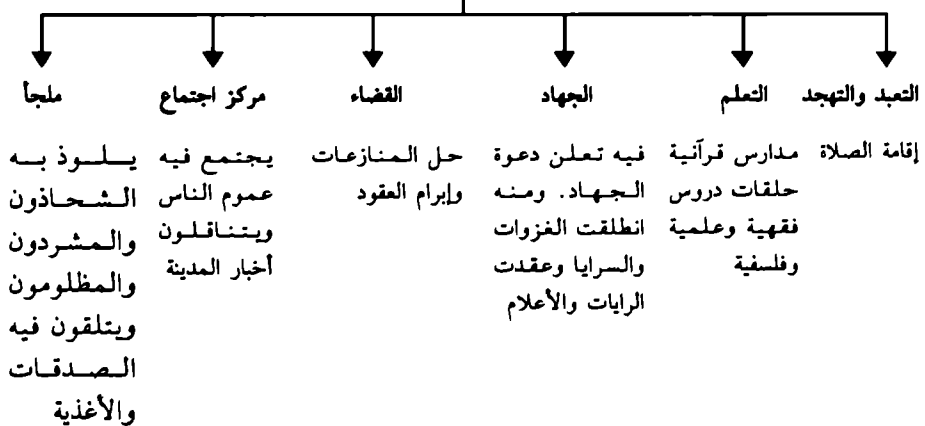 التعبد والتهجد
إقامة الصلاة
التعلم
مدارس قرآنية
حلقات دروس
فقهية وعلمية
وفلسفية
الجهاد
فيه تعلن دعوة
الجهاد. ومنه
انطلقت الغزوات
والسرايا وعقدت
الرايات والأعلام
القضاء
حل المنازعات
وإبرام العقود
مركز اجتماع
يجتمع فيه
عموم الناس
ويتناقلون
أخبار المدينة
ملجأ
يلوذ به
الشحاذون
والمشردون
والمظلومون
ويتلقون فيه
الصدقات
والأغذية